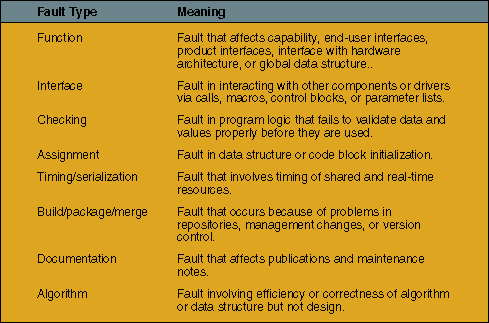 Fault Type Meaning
Function Fault that affects capability, end-user interfaces,
product interfaces, interface with hardware
architecture, or global data structure..
Interface Fault in interacting with other components or drivers
via calls, macros, control blocks, or parameter lists.
Checking Fault in program logic that fails to validate data and
values properly before they are used.
Assignment Fault in data structure or code block initialization.
Timing/serialization Fault that involves timing of shared and real-time
resources.
Build/package/merge Fault that occurs because of problems in
repositories, management changes, or version
control.
Documentation Fault that affects publications and maintenance
notes.
Algorithm Fault involving efficiency or correctness of algorithm
or data structure but not design.